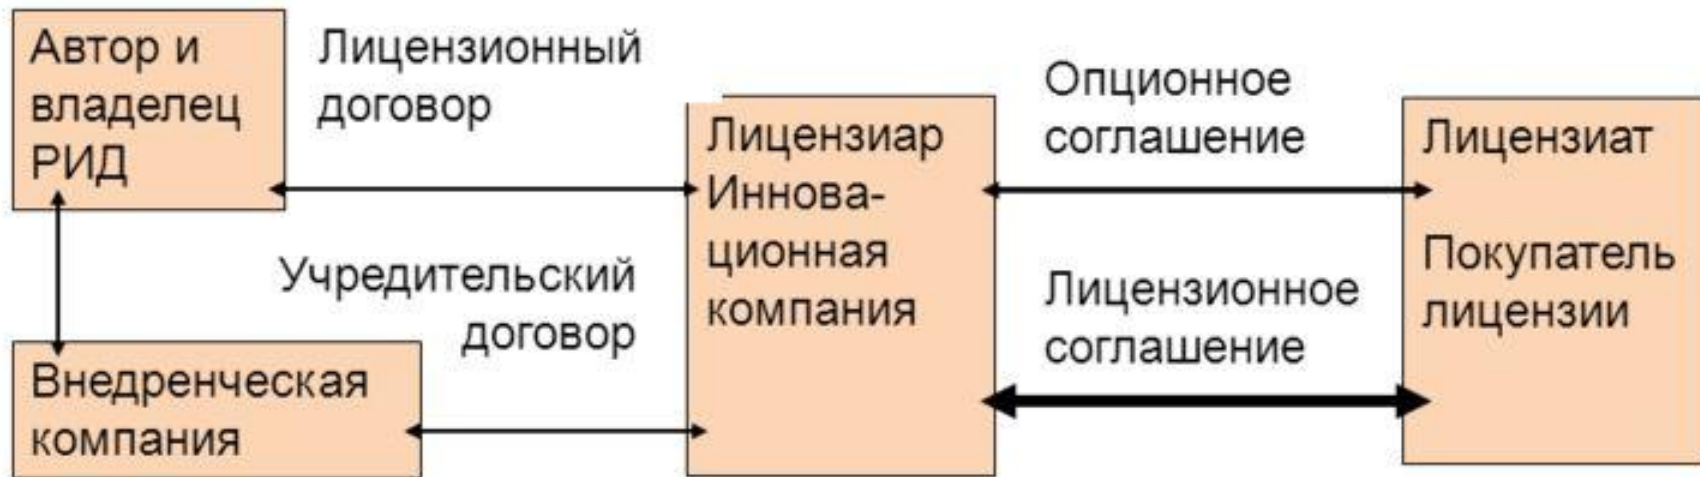 Автор и
владелец
РИД
Лицензионный
договор
Учредительский
договор
Внедренческая
компания
Лицензиар
Иннова-
ционная
компания
Опционное
соглашение
Лицензионное
соглашение
Лицензиат
Покупатель
лицензии